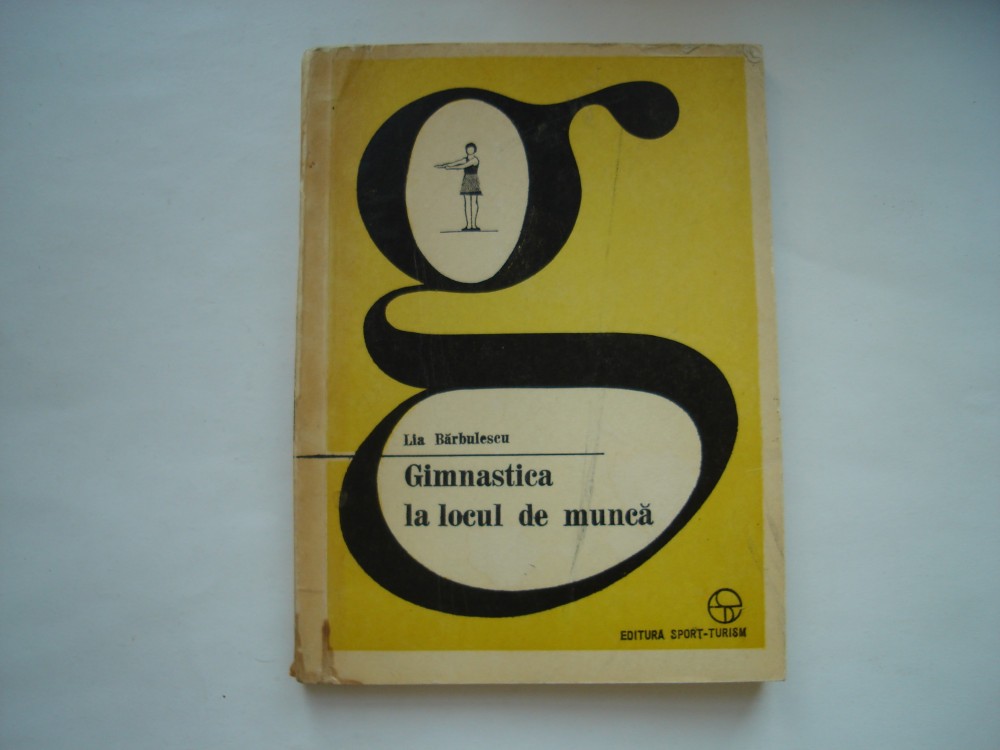 g
Lia Bărbulescu
Gimnastica
la locul de muncă
EDITURA SPORT-TURISM